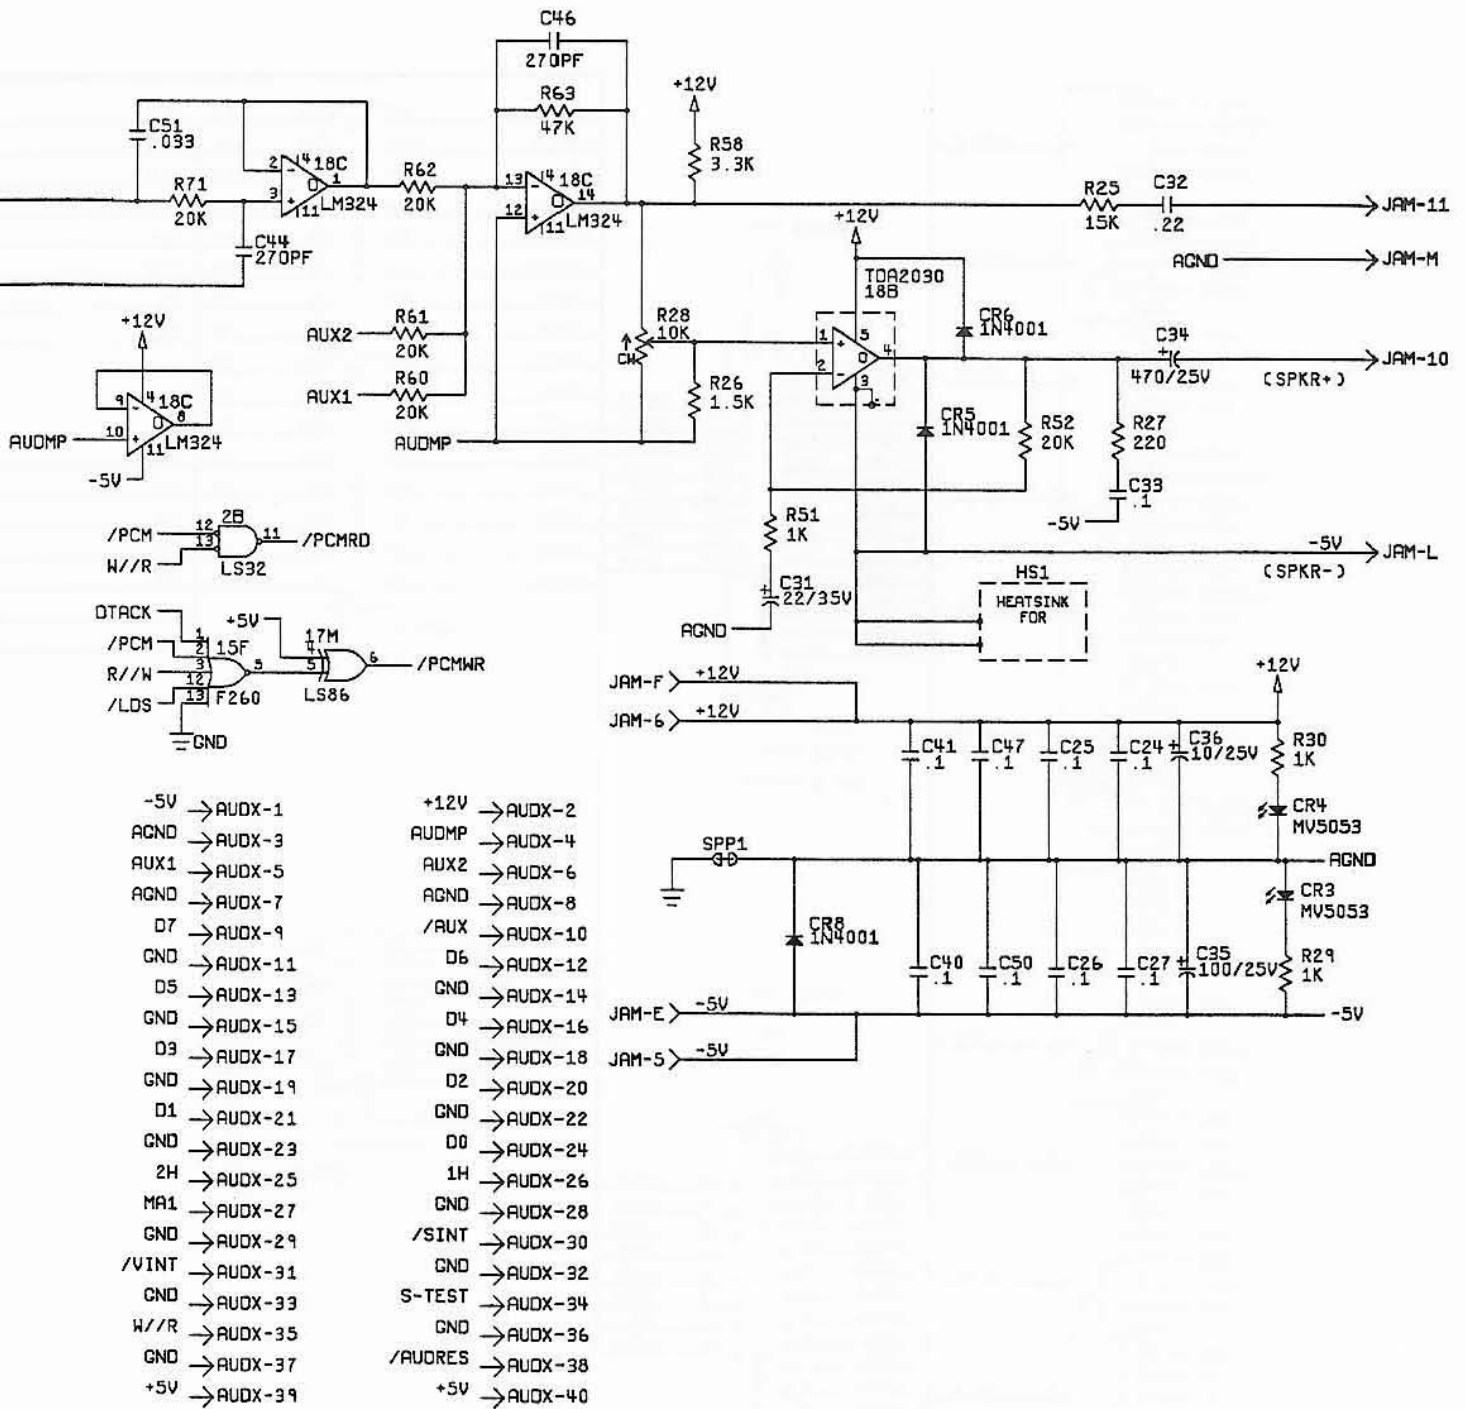 C46
270PF
R63
47K
+12V
R58
3.3K
C51
.033
R71
20K
2
3
4
18C
1
11
LM324
C44
270PF
R62
20K
13
12
4
18C
14
11
LM324
R25
15K
C32
.22
JAM-11
AGND
JAM-M
+12V
TDA2030
18B
1
2
5
4
3
CR6
1N4001
C34
470/25V
(SPKR+)
JAM-10
R28
10K
CW
R26
1.5K
AUX2
R61
20K
AUX1
R60
20K
AUDMP
+12V
9
10
4
18C
8
11
LM324
AUDMP
-5V
CR5
1N4001
R52
20K
R27
220
C33
.1
-5V
R51
1K
C31
22/35V
AGND
-5V
(SPKR-)
JAM-L
HS1
HEATSINK
FOR
/PCM
W//R
12
13
2B
11
/PCMRD
LS32
DTACK
/PCM
R//W
/LDS
1
2
3
12
13
15F
5
F260
GND
+5V
17M
4
5
6
/PCMWR
LS86
JAM-F
+12V
JAM-6
+12V
+12V
C41
.1
C47
.1
C25
.1
C24
.1
C36
10/25V
R30
1K
CR4
MV5053
SPP1
AGND
CR8
1N4001
CR3
MV5053
C40
.1
C50
.1
C26
.1
C27
.1
C35
100/25V
R29
1K
JAM-E
-5V
-5V
JAM-5
-5V
-5V AUDX-1
AGND AUDX-3
AUX1 AUDX-5
AGND AUDX-7
D7 AUDX-9
GND AUDX-11
D5 AUDX-13
GND AUDX-15
D3 AUDX-17
GND AUDX-19
D1 AUDX-21
GND AUDX-23
2H AUDX-25
MA1 AUDX-27
GND AUDX-29
/VINT AUDX-31
GND AUDX-33
W//R AUDX-35
GND AUDX-37
+5V AUDX-39
+12V AUDX-2
AUDMP AUDX-4
AUX2 AUDX-6
AGND AUDX-8
/AUX AUDX-10
D6 AUDX-12
GND AUDX-14
D4 AUDX-16
GND AUDX-18
D2 AUDX-20
GND AUDX-22
D0 AUDX-24
1H AUDX-26
GND AUDX-28
/SINT AUDX-30
GND AUDX-32
S-TEST AUDX-34
GND AUDX-36
/AUDRES AUDX-38
+5V AUDX-40